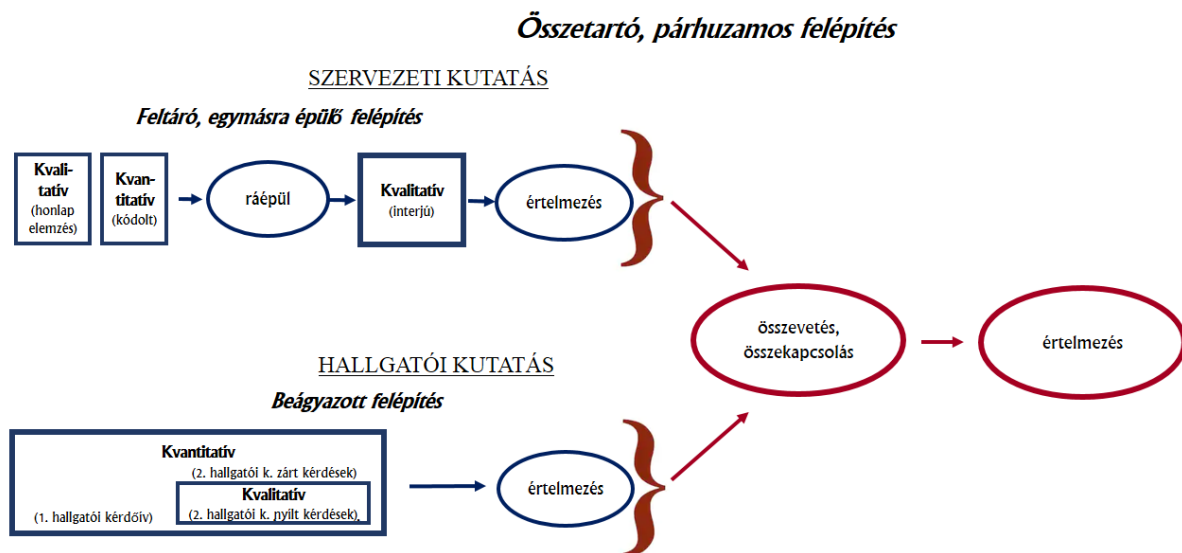 Összetartó, párhuzamos felépítés
SZERVEZETI KUTATÁS
Feltáró, egymásra épülő felépítés
Kvali-
tatív
(honlap
elemzés)
Kvan-
titatív
(kódolt)
ráépül
Kvalitatív
(interjú)
értelmezés
összevetés,
összekapcsolás
értelmezés
HALLGATÓI KUTATÁS
Beágyazott felépítés
Kvantitatív
(2. hallgatói k. zárt kérdések)
Kvalitatív
(2. hallgatói k. nyílt kérdések)
(1. hallgatói kérdőív)
értelmezés